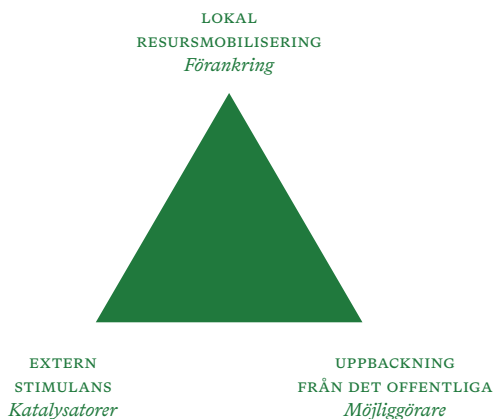 LOKAL
RESURSMOBILISERING
Förankring
EXTERN
STIMULANS
Katalysatorer
UPPBACKNING
FRÅN DET OFFENTLIGA
Möjliggörare